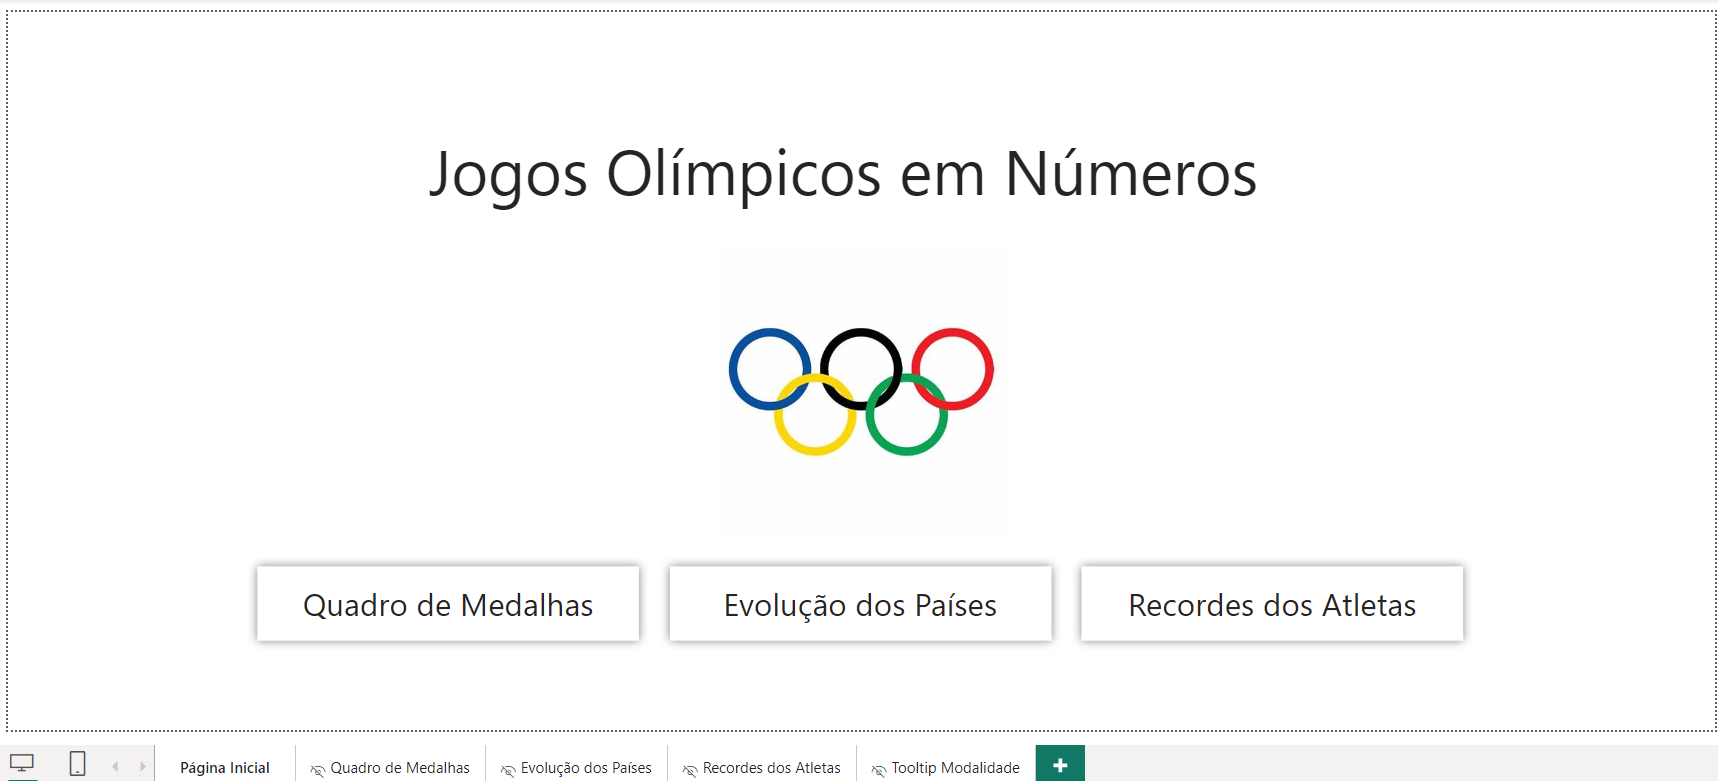 Jogos Olímpicos em Números
Quadro de Medalhas
Evolução dos Países
Recordes dos Atletas
Página Inicial
Quadro de Medalhas
Evolução dos Países
Recordes dos Atletas
Tooltip Modalidade